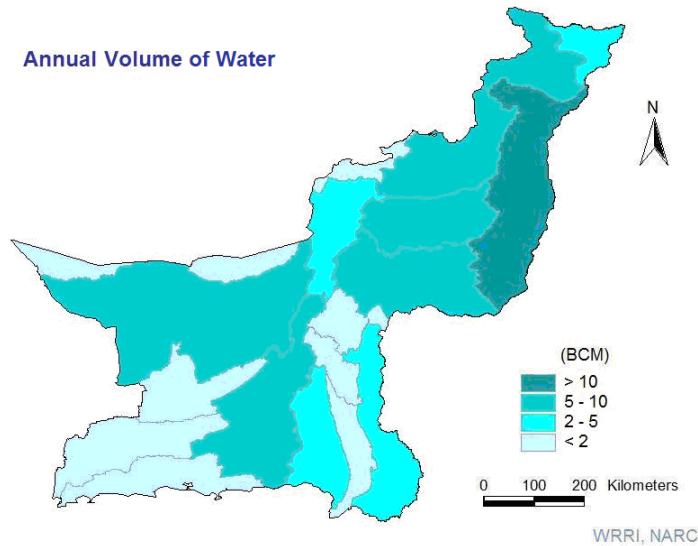 Annual Volume of Water
N
(BCM)
> 10
5 - 10
2 - 5
< 2
0 100 200 Kilometers
WRRI, NARC